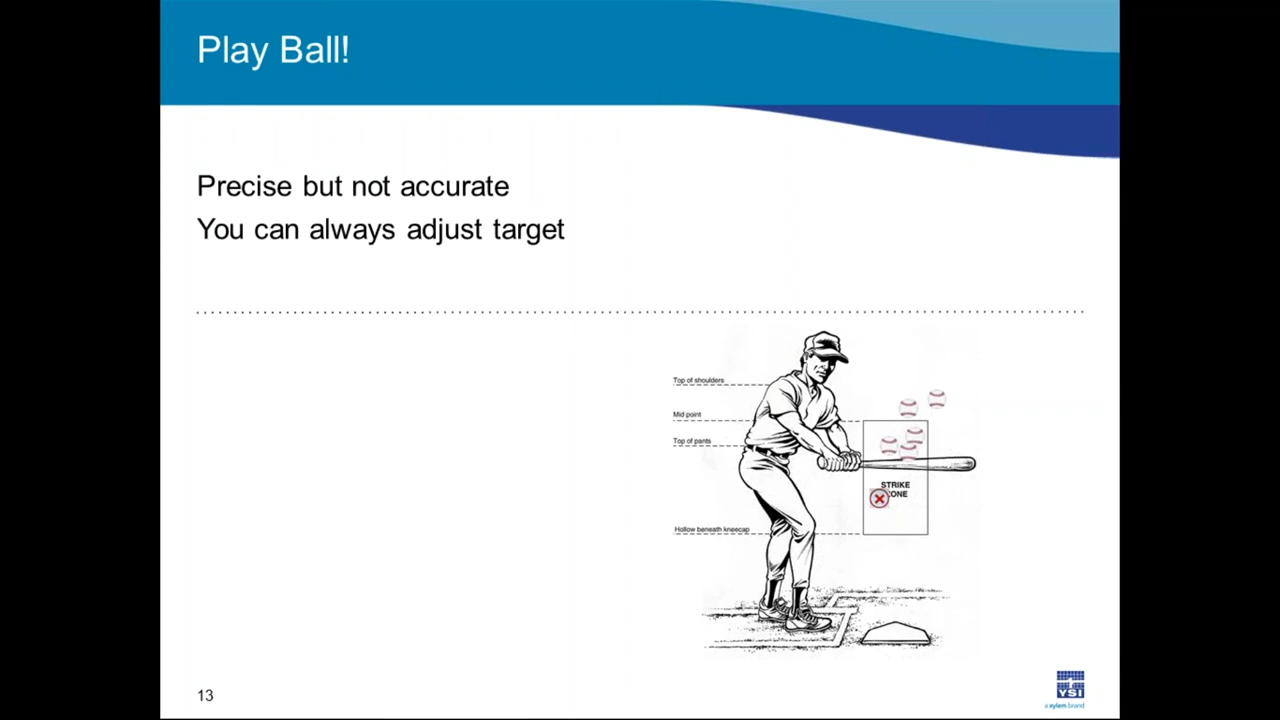 Play Ball!
Precise but not accurate
You can always adjust target
Top of shoulders
Mid point
Top of pants
STRIKE
ZONE
Hollow beneath kneecap
13
YSI
a xylem brand